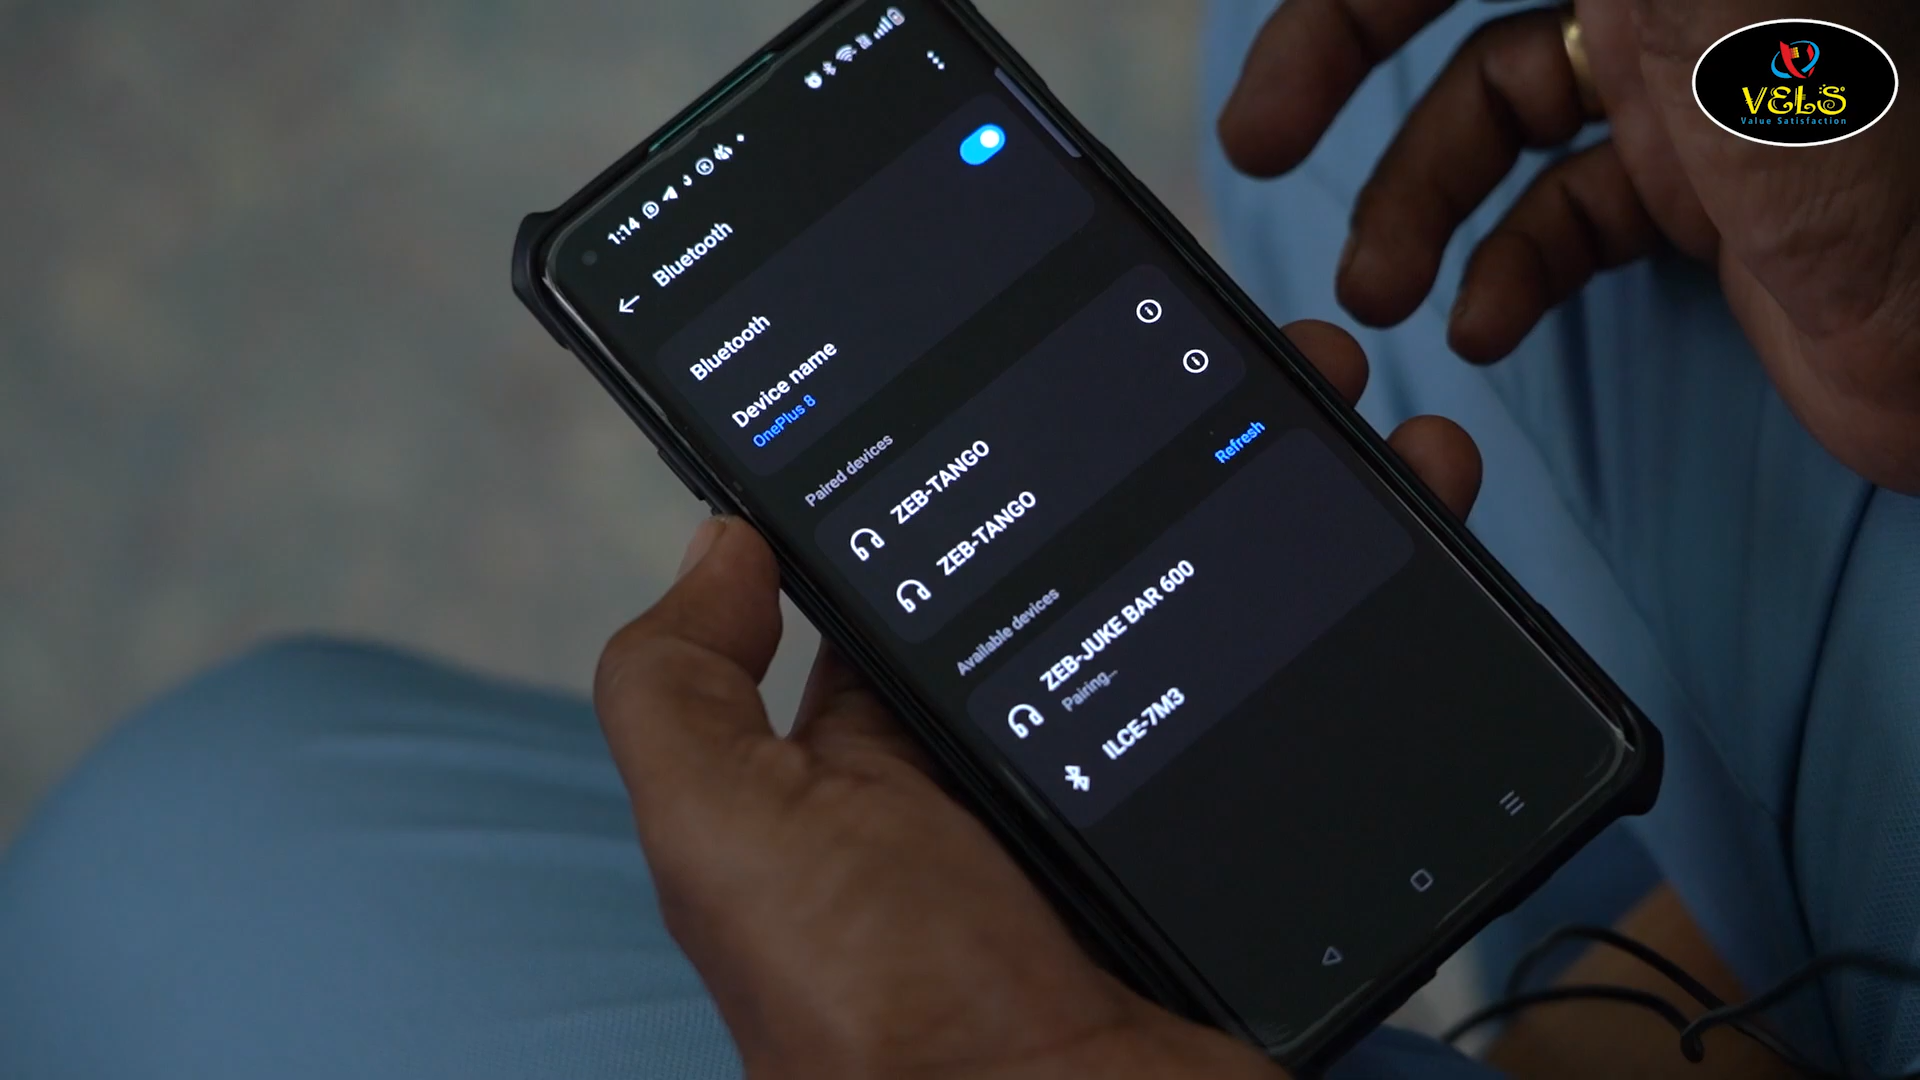 1:14
Bluetooth
Bluetooth
Device name
OnePlus 8
Paired devices
ZEB-TANGO
ZEB-TANGO
Available devices
Refresh
ZEB-JUKE BAR 600
Pairing...
ILCE-7M3
VELS
Value Satisfaction